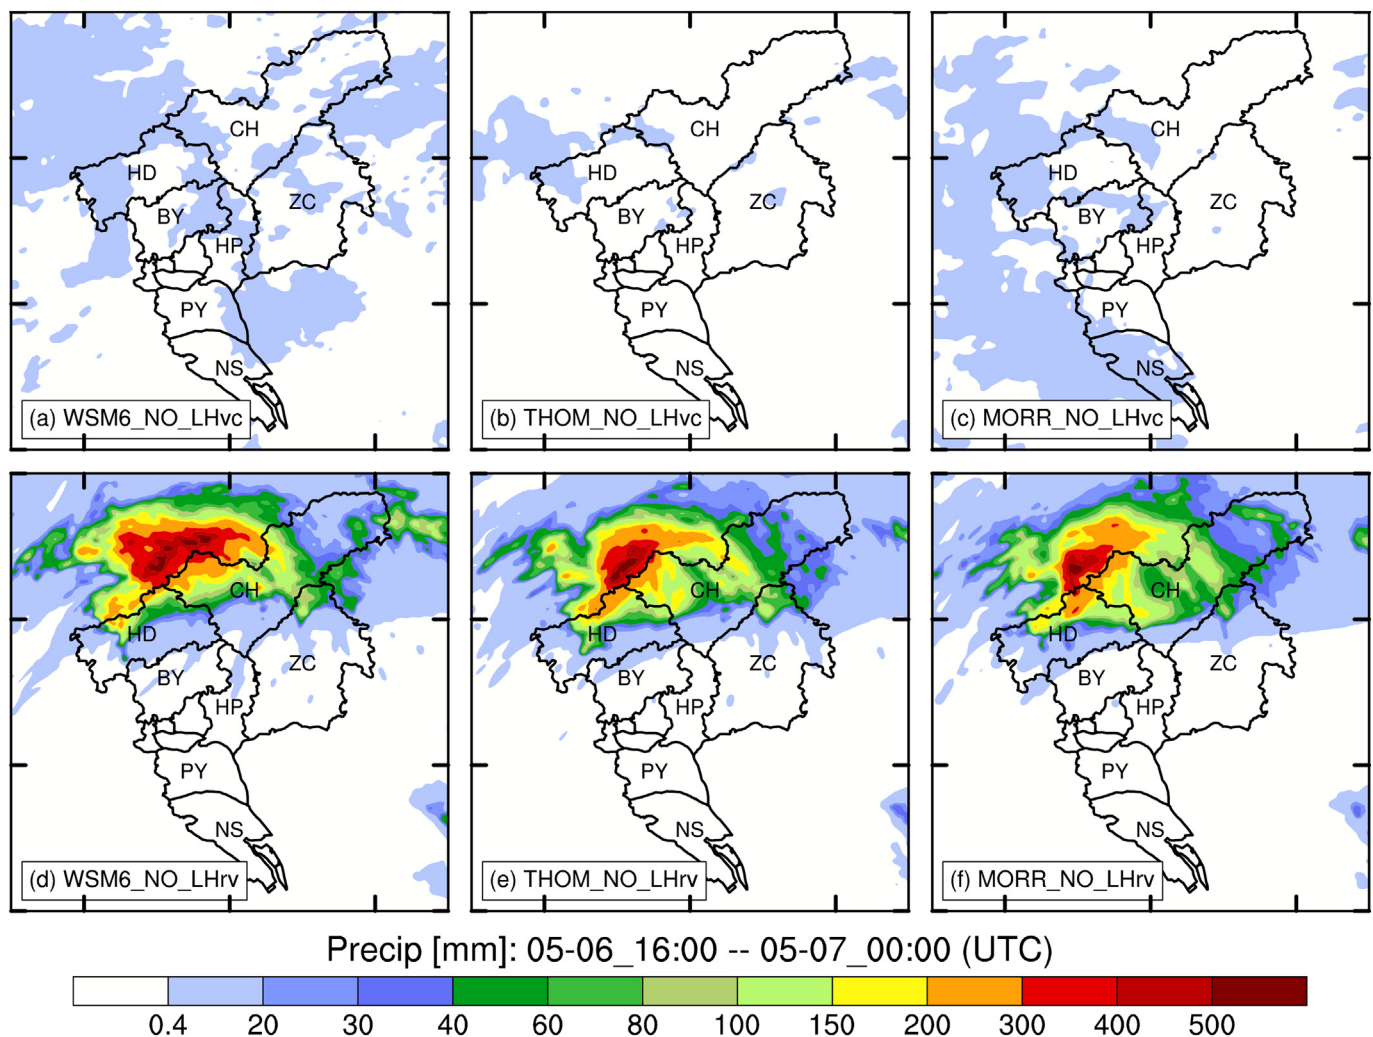 CH
HD
ZC
BY
HP
PY
NS
(a) WSM6_NO_LHvc
CH
HD
ZC
BY
HP
PY
NS
(b) THOM_NO_LHvc
CH
HD
ZC
BY
HP
PY
NS
(c) MORR_NO_LHvc
CH
HD
ZC
BY
HP
PY
NS
(d) WSM6_NO_LHrv
CH
HD
ZC
BY
HP
PY
NS
(e) THOM_NO_LHrv
CH
HD
ZC
BY
HP
PY
NS
(f) MORR_NO_LHrv
Precip [mm]: 05-06_16:00 -- 05-07_00:00 (UTC)
0.4 20 30 40 60 80 100 150 200 300 400 500